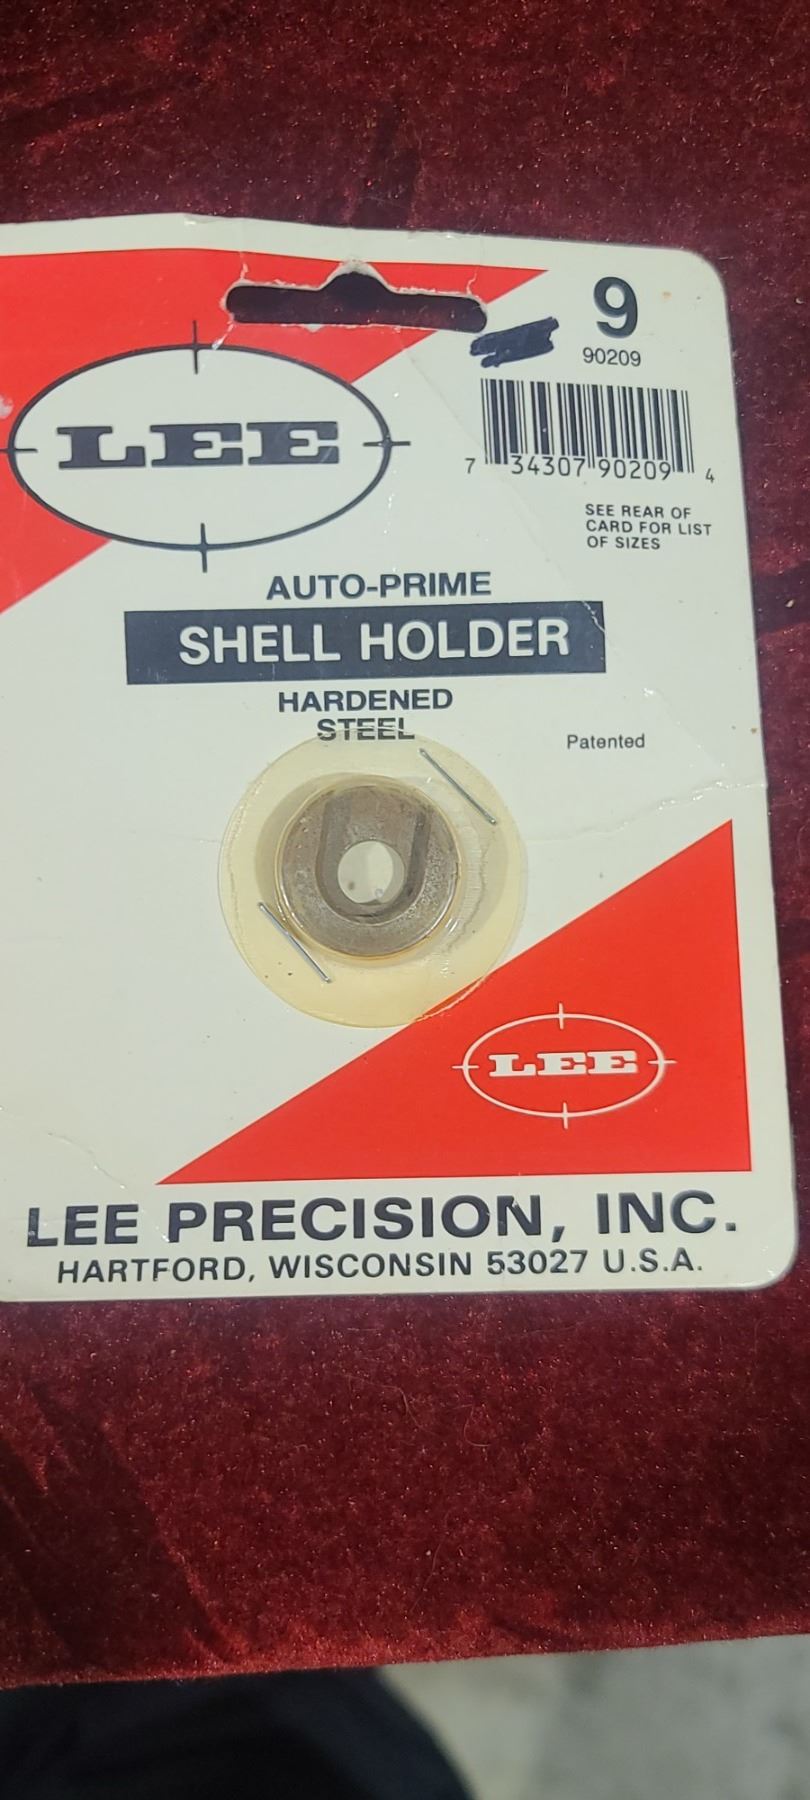 9
90209
LEE
7 34307 90209 4
SEE REAR OF
CARD FOR LIST
OF SIZES
AUTO-PRIME
SHELL HOLDER
HARDENED
STEEL
Patented
LEE
LEE PRECISION, INC.
HARTFORD, WISCONSIN 53027 U.S.A.